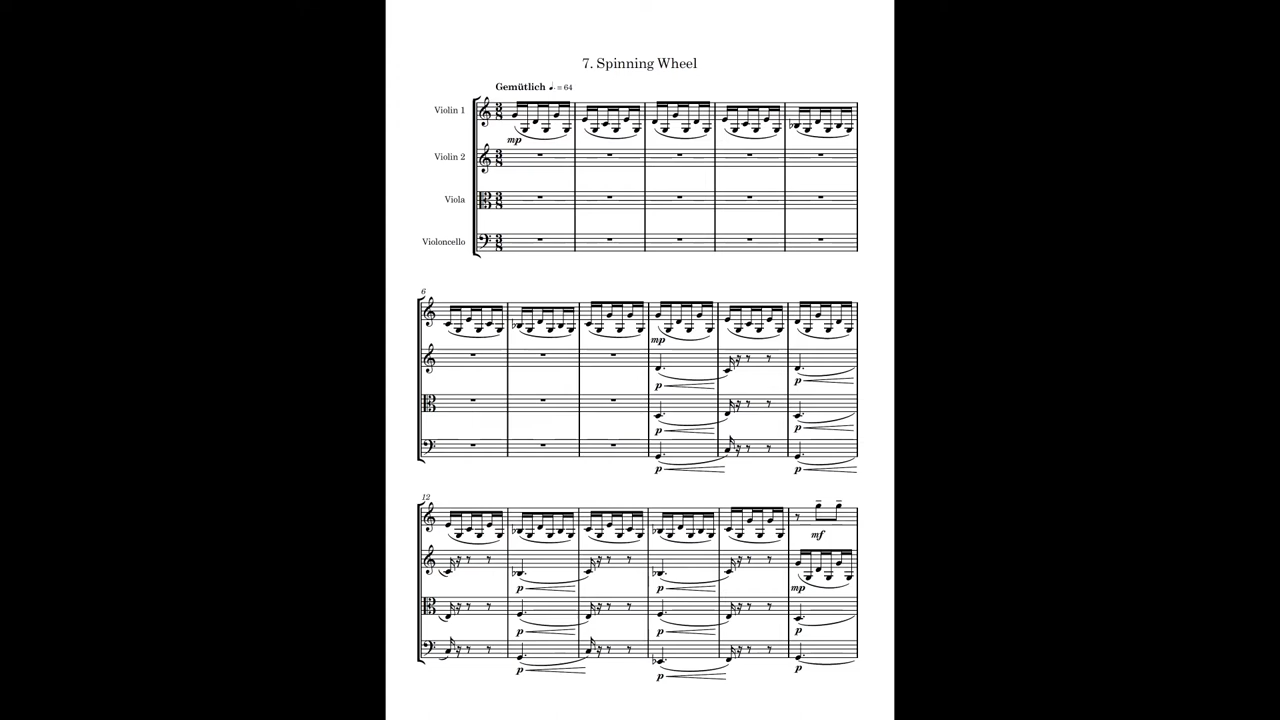 7. Spinning Wheel
Gemütlich ♩. = 64
Violin 1
mp
Violin 2
Viola
Violoncello
6
mp
p p
p p
p p
12
mf
p p mp
p p p
p p p